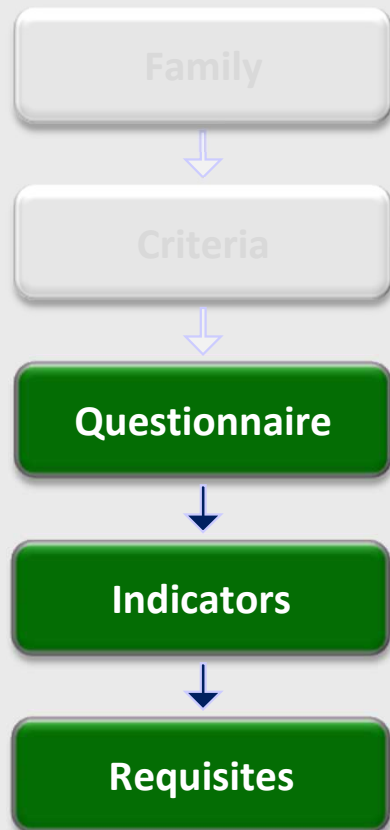 Family
Criteria
Questionnaire
Indicators
Requisites